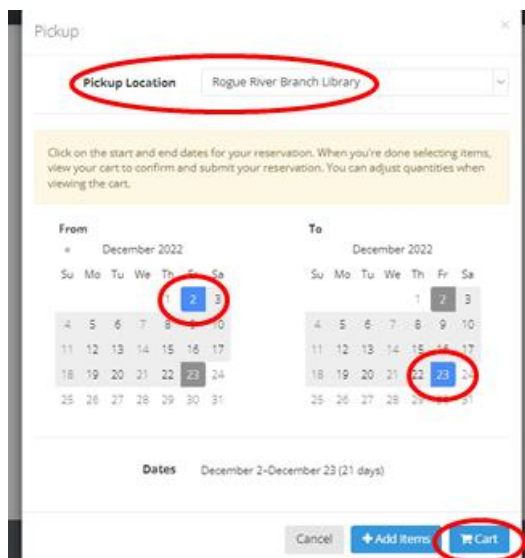 Pickup ×
Pickup Location Rogue River Branch Library
Click on the start and end dates for your reservation. When you're done selecting items,
view your cart to confirm and submit your reservation. You can adjust quantities when
viewing the cart.
From To
« December 2022 December 2022
Su Mo Tu We Th Fr Sa Su Mo Tu We Th Fr Sa
1 2 3 1 2 3
4 5 6 7 8 9 10 4 5 6 7 8 9 10
11 12 13 14 15 16 17 11 12 13 14 15 16 17
18 19 20 21 22 23 24 18 19 20 21 22 23 24
25 26 27 28 29 30 31 25 26 27 28 29 30 31
Dates December 2–December 23 (21 days)
Cancel +Add Items Cart